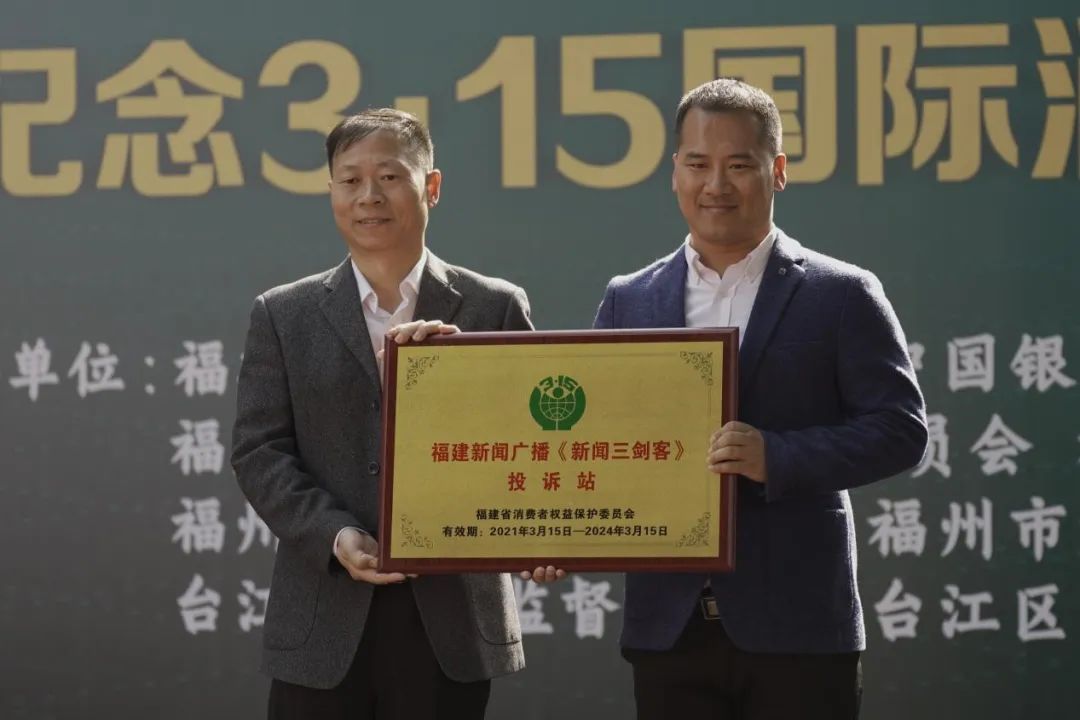 纪念3·15国际消
单位：福
国银
福
员会
福州
福州市
台江
监督
台江区
3·15
福建新闻广播《新闻三剑客》
投诉站
福建省消费者权益保护委员会
有效期：2021年3月15日—2024年3月15日